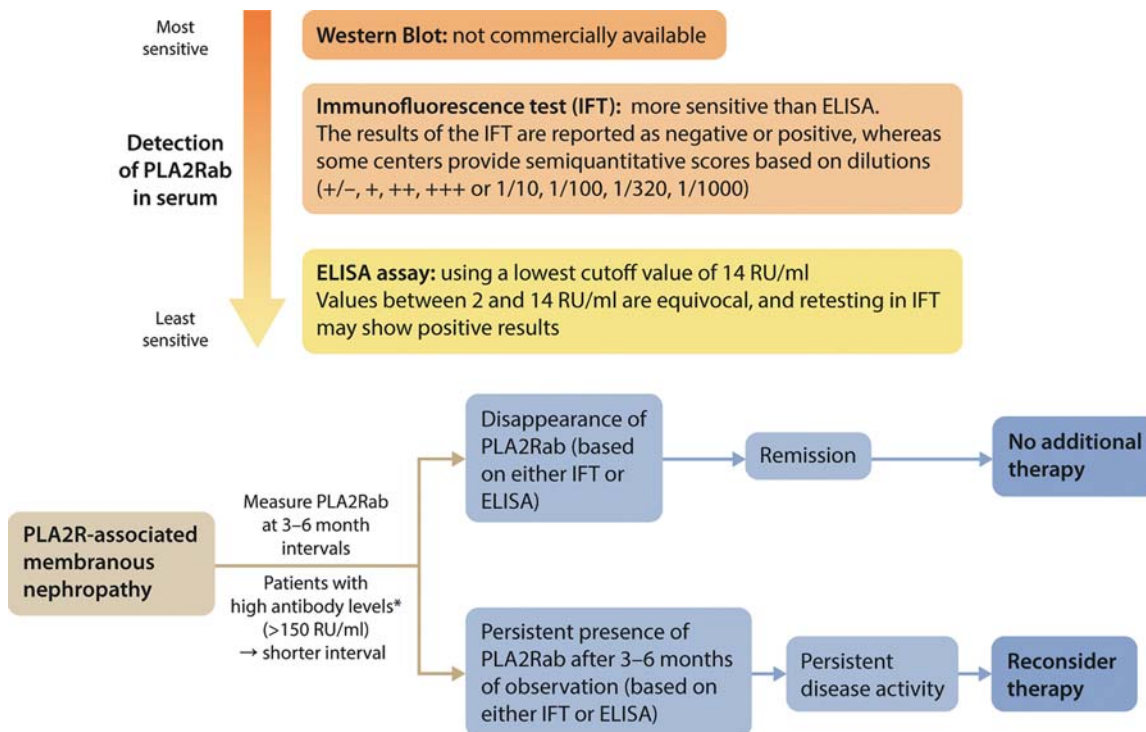 Most
sensitive
Detection
of PLA2Rab
in serum
Least
sensitive
Western Blot: not commercially available
Immunofluorescence test (IFT): more sensitive than ELISA.
The results of the IFT are reported as negative or positive, whereas
some centers provide semiquantitative scores based on dilutions
(+/–, +, ++, +++ or 1/10, 1/100, 1/320, 1/1000)
ELISA assay: using a lowest cutoff value of 14 RU/ml
Values between 2 and 14 RU/ml are equivocal, and retesting in IFT
may show positive results
PLA2R-associated
membranous
nephropathy
Measure PLA2Rab
at 3–6 month
intervals
Patients with
high antibody levels*
(>150 RU/ml)
→ shorter interval
Disappearance of
PLA2Rab (based
on either IFT or
ELISA)
Remission
No additional
therapy
Persistent presence of
PLA2Rab after 3–6 months
of observation (based on
either IFT or ELISA)
Persistent
disease activity
Reconsider
therapy